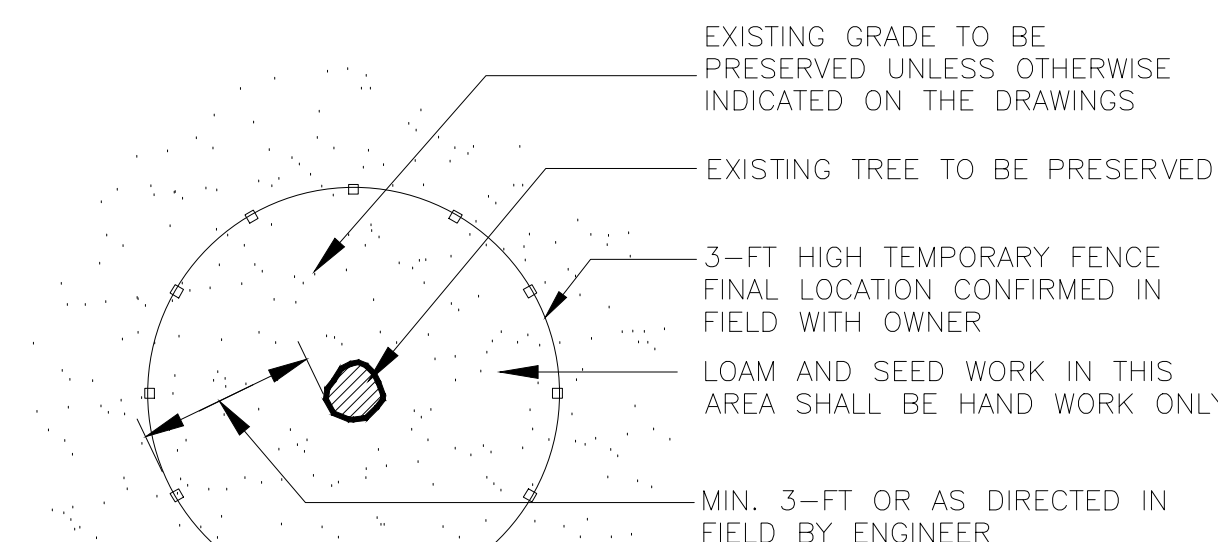 EXISTING GRADE TO BE
PRESERVED UNLESS OTHERWISE
INDICATED ON THE DRAWINGS
EXISTING TREE TO BE PRESERVED
3-FT HIGH TEMPORARY FENCE
FINAL LOCATION CONFIRMED IN
FIELD WITH OWNER
LOAM AND SEED WORK IN THIS
AREA SHALL BE HAND WORK ONLY
MIN. 3-FT OR AS DIRECTED IN
FIELD BY ENGINEER